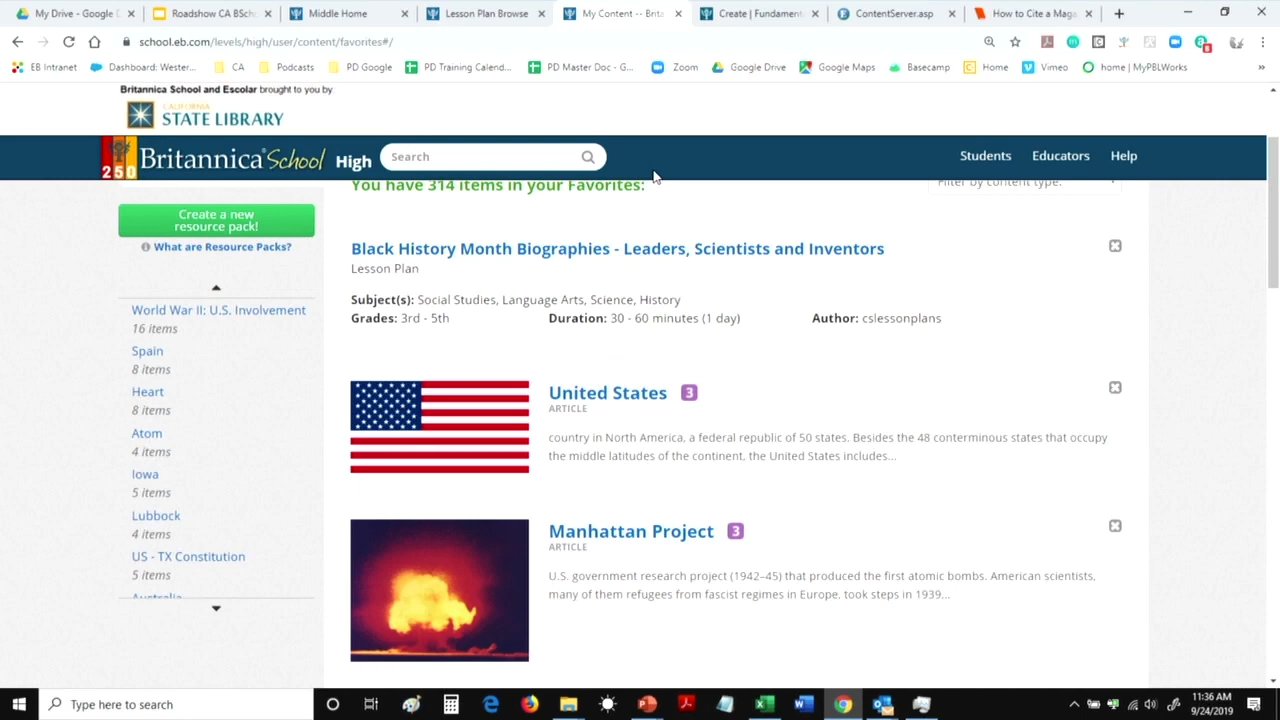 My Drive - Google D
Roadshow CA BSch
Middle Home
Lesson Plan Browse
My Content -- Brita
Create | Fundament
ContentServer.asp
How to Cite a Maga
school.eb.com/levels/high/user/content/favorites#/
EB Intranet
Dashboard: Wester...
CA
Podcasts
PD Google
PD Training Calend...
PD Master Doc - G...
Zoom
Google Drive
Google Maps
Basecamp
Home
Vimeo
home | MyPBLWorks
»
Britannica School and Escolar brought to you by
CALIFORNIA
STATE LIBRARY
250
Britannica School High
Search
Students
Educators
Help
You have 314 items in your Favorites:
Filter by content type:
Create a new
resource pack!
What are Resource Packs?
World War II: U.S. Involvement
16 items
Spain
8 items
Heart
8 items
Atom
4 items
Iowa
5 items
Lubbock
4 items
US - TX Constitution
5 items
Australia
Black History Month Biographies - Leaders, Scientists and Inventors
Lesson Plan
Subject(s): Social Studies, Language Arts, Science, History
Grades: 3rd - 5th
Duration: 30 - 60 minutes (1 day)
Author: cslessonplans
United States 3
ARTICLE
country in North America, a federal republic of 50 states. Besides the 48 conterminous states that occupy
the middle latitudes of the continent, the United States includes...
Manhattan Project 3
ARTICLE
U.S. government research project (1942–45) that produced the first atomic bombs. American scientists,
many of them refugees from fascist regimes in Europe, took steps in 1939...
Type here to search
11:36 AM
9/24/2019